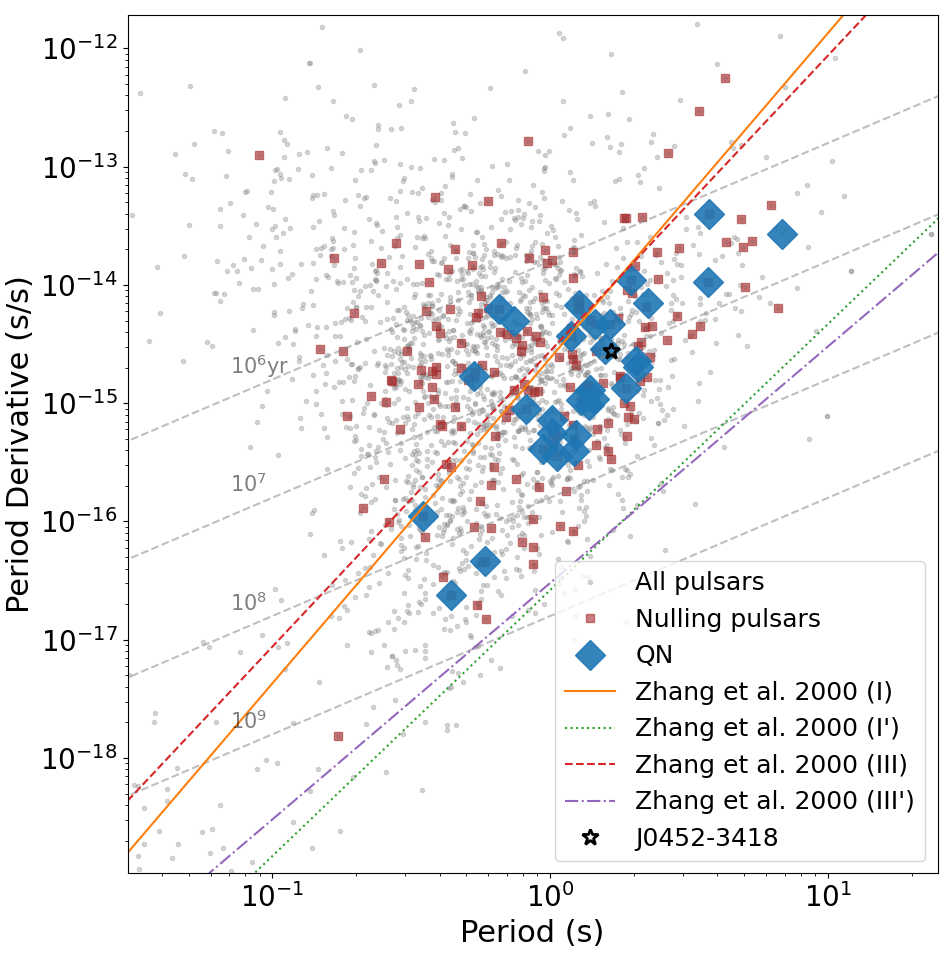 10⁻¹²
10⁻¹³
10⁻¹⁴
10⁻¹⁵
10⁻¹⁶
10⁻¹⁷
10⁻¹⁸
Period Derivative (s/s)
10⁶yr
10⁷
10⁸
10⁹
All pulsars
Nulling pulsars
QN
Zhang et al. 2000 (I)
Zhang et al. 2000 (I')
Zhang et al. 2000 (III)
Zhang et al. 2000 (III')
J0452-3418
10⁻¹
10⁰
10¹
Period (s)